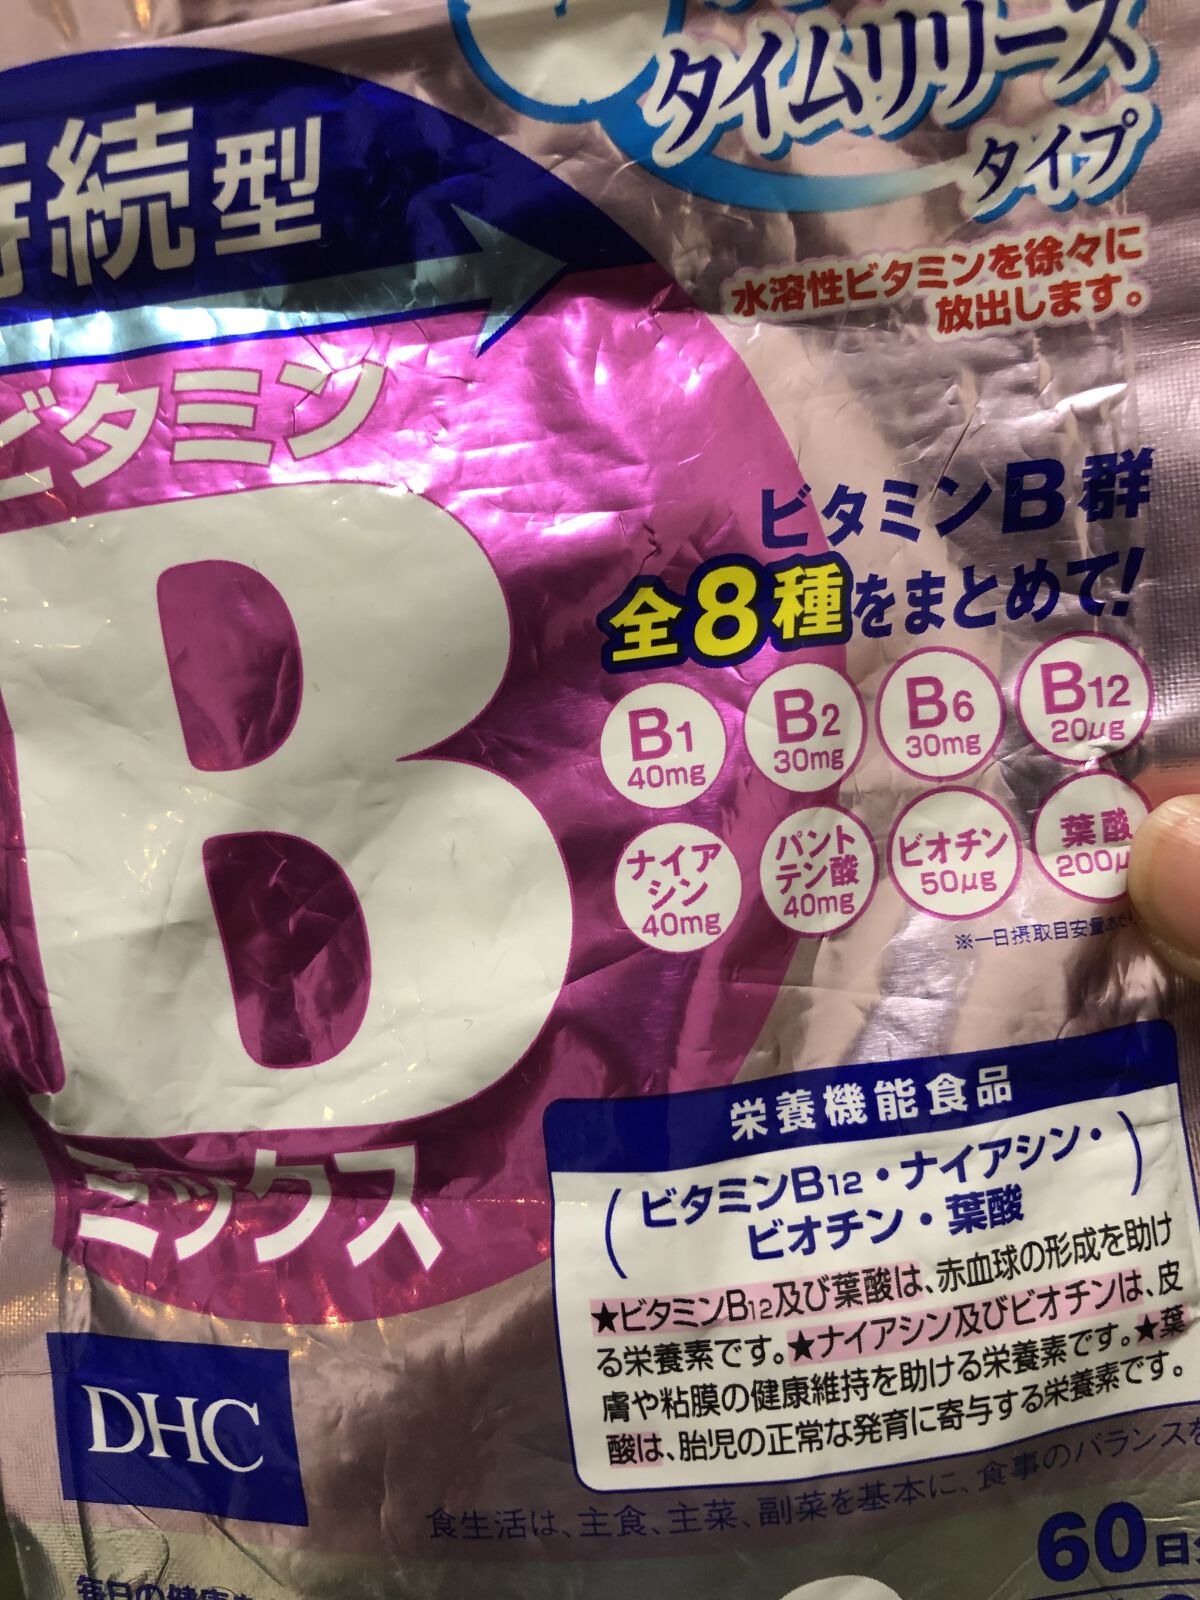 タイムリリース
タイプ
続型
水溶性ビタミンを徐々に
放出します。
ビタミン
B
ミックス
ビタミンB群
全8種をまとめて!
B1
40mg
B2
30mg
B6
30mg
B12
20μg
ナイア
シン
40mg
パント
テン酸
40mg
ビオチン
50μg
葉酸
200μ
※一日摂取目安量あた
栄養機能食品
(ビタミンB12・ナイアシン・
ビオチン・葉酸)
★ビタミンB12及び葉酸は、赤血球の形成を助け
る栄養素です。★ナイアシン及びビオチンは、皮
膚や粘膜の健康維持を助ける栄養素です。★葉
酸は、胎児の正常な発育に寄与する栄養素です。
DHC
食生活は、主食、主菜、副菜を基本に、食事のバランスを
60日分
毎日の健康